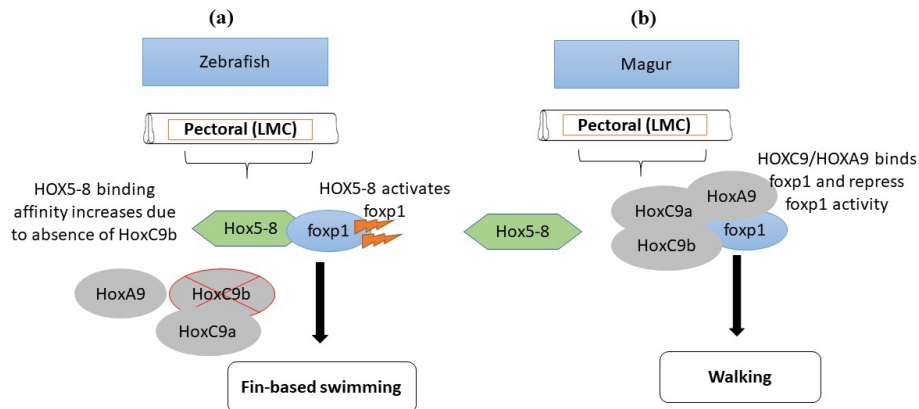 (a)
Zebrafish
Pectoral (LMC)
HOX5-8 binding
affinity increases due
to absence of HoxC9b
HOX5-8 activates
foxp1
Hox5-8
foxp1
HoxA9
HoxC9b
HoxC9a
Fin-based swimming
(b)
Magur
Pectoral (LMC)
HOXC9/HOXA9 binds
foxp1 and repress
foxp1 activity
HoxA9
HoxC9a
Hox5-8
foxp1
HoxC9b
Walking